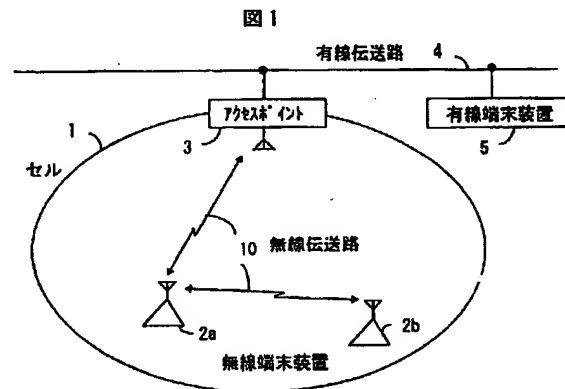 図1
有線伝送路 4
アクセスポイント
有線端末装置
1
3
5
セル
10 無線伝送路
2a
2b
無線端末装置